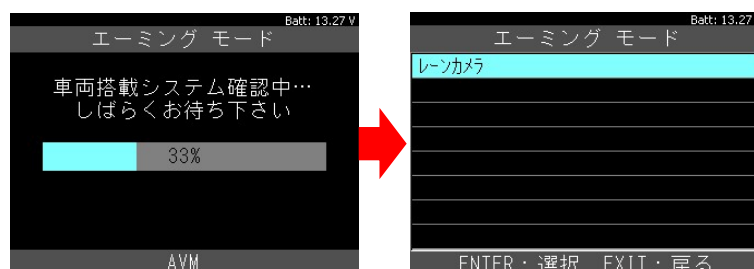 Batt: 13.27 V
エーミング モード
車両搭載システム確認中…
しばらくお待ち下さい
33%
AVM
Batt: 13.27
エーミング モード
レーンカメラ
ENTER・選択 EXIT・戻る